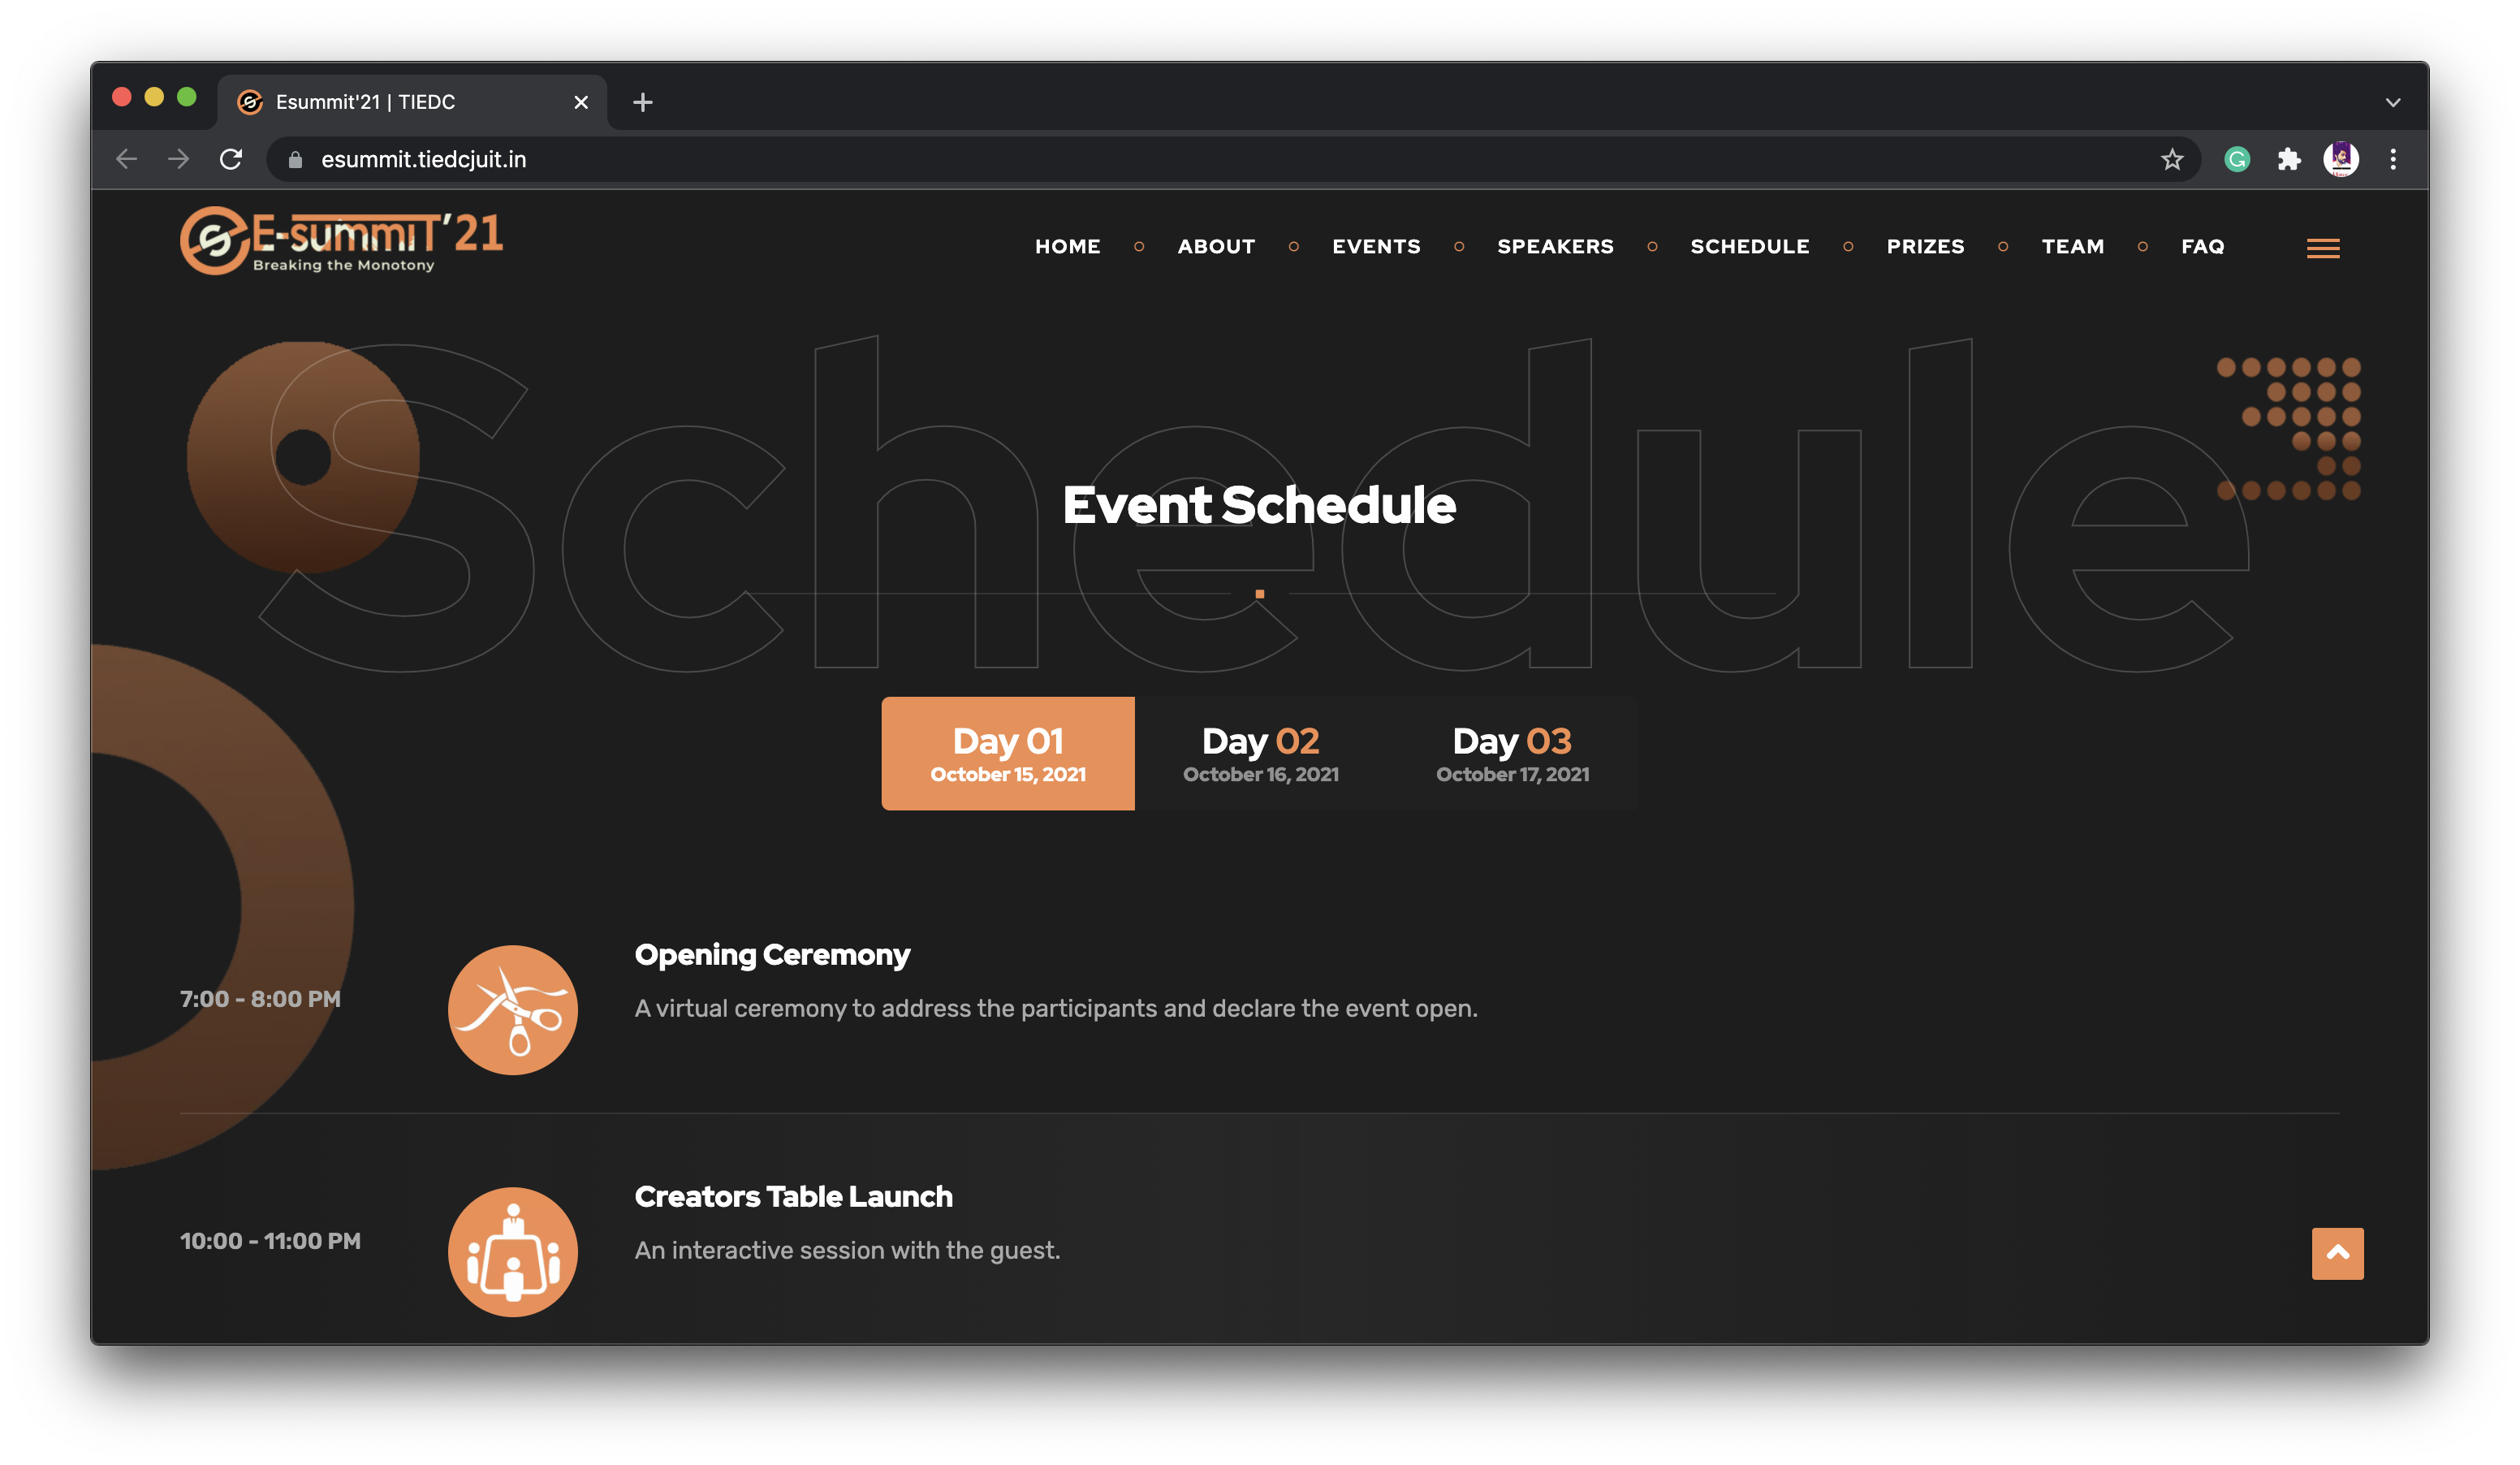 Esummit'21 | TIEDC
esummit.tiedcjuit.in
E-summiT'21
Breaking the Monotony
HOME ABOUT EVENTS SPEAKERS SCHEDULE PRIZES TEAM FAQ
Schedule
Event Schedule
Day 01 Day 02 Day 03
October 15, 2021 October 16, 2021 October 17, 2021
Opening Ceremony
7:00 - 8:00 PM
A virtual ceremony to address the participants and declare the event open.
Creators Table Launch
10:00 - 11:00 PM
An interactive session with the guest.